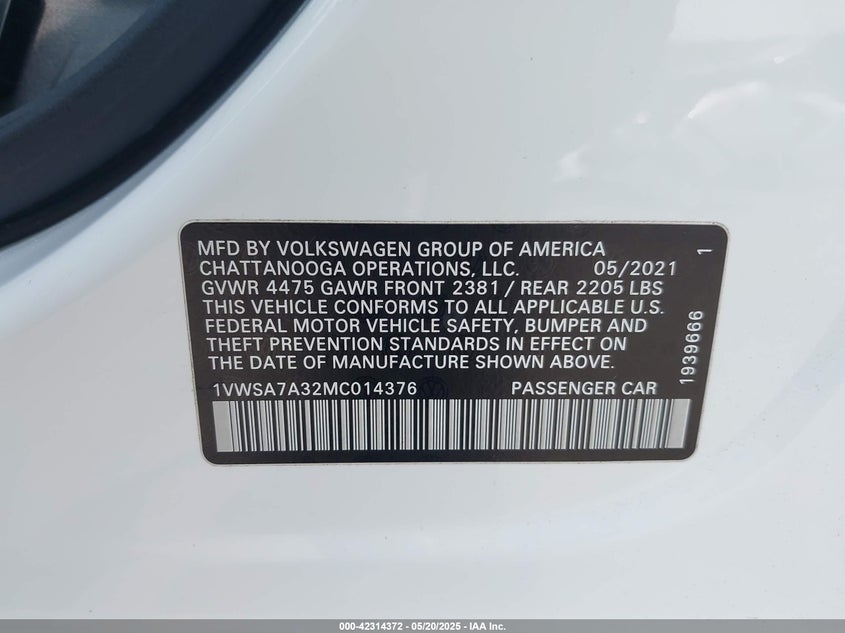 MFD BY VOLKSWAGEN GROUP OF AMERICA
CHATTANOOGA OPERATIONS, LLC. 05/2021
GVWR 4475 GAWR FRONT 2381 / REAR 2205 LBS
THIS VEHICLE CONFORMS TO ALL APPLICABLE U.S.
FEDERAL MOTOR VEHICLE SAFETY, BUMPER AND
THEFT PREVENTION STANDARDS IN EFFECT ON
THE DATE OF MANUFACTURE SHOWN ABOVE.
1VWSA7A32MC014376 PASSENGER CAR
1939666 1
000-42314372 - 05/20/2025 - IAA Inc.